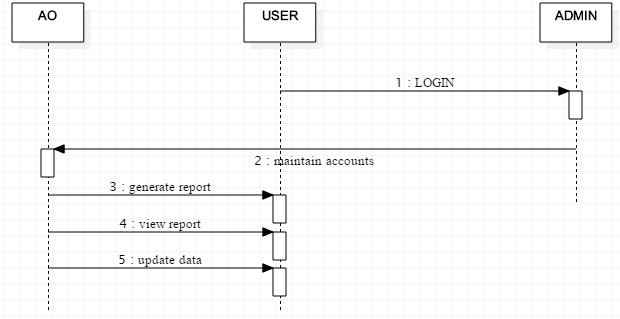 AO
USER
ADMIN
1 : LOGIN
2 : maintain accounts
3 : generate report
4 : view report
5 : update data